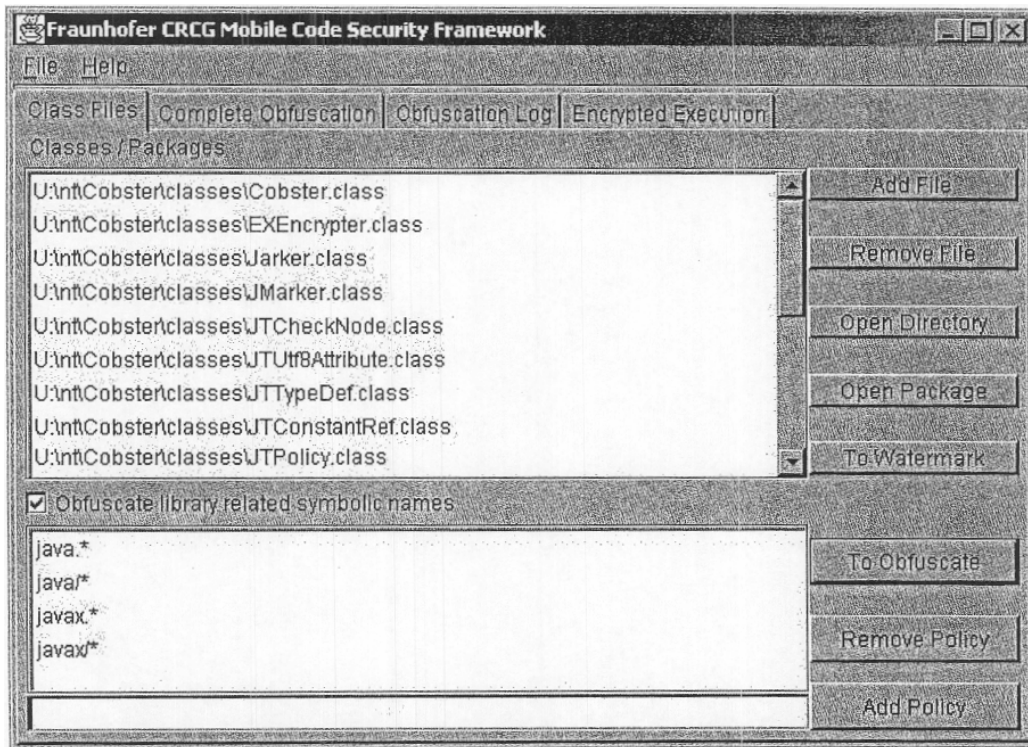 Fraunhofer CRCG Mobile Code Security Framework
File Help
Class Files Complete Obfuscation Obfuscation Log Encrypted Execution
Classes / Packages
U:\nt\Cobster\classes\Cobster.class
U:\nt\Cobster\classes\EXEncrypter.class
U:\nt\Cobster\classes\Jarker.class
U:\nt\Cobster\classes\JMarker.class
U:\nt\Cobster\classes\JTCheckNode.class
U:\nt\Cobster\classes\JTUtf8Attribute.class
U:\nt\Cobster\classes\JTTypeDef.class
U:\nt\Cobster\classes\JTConstantRef.class
U:\nt\Cobster\classes\JTPolicy.class
Add File
Remove File
Open Directory
Open Package
To Watermark
Obfuscate library related symbolic names
java.*
java/*
javax.*
javax/*
To Obfuscate
Remove Policy
Add Policy